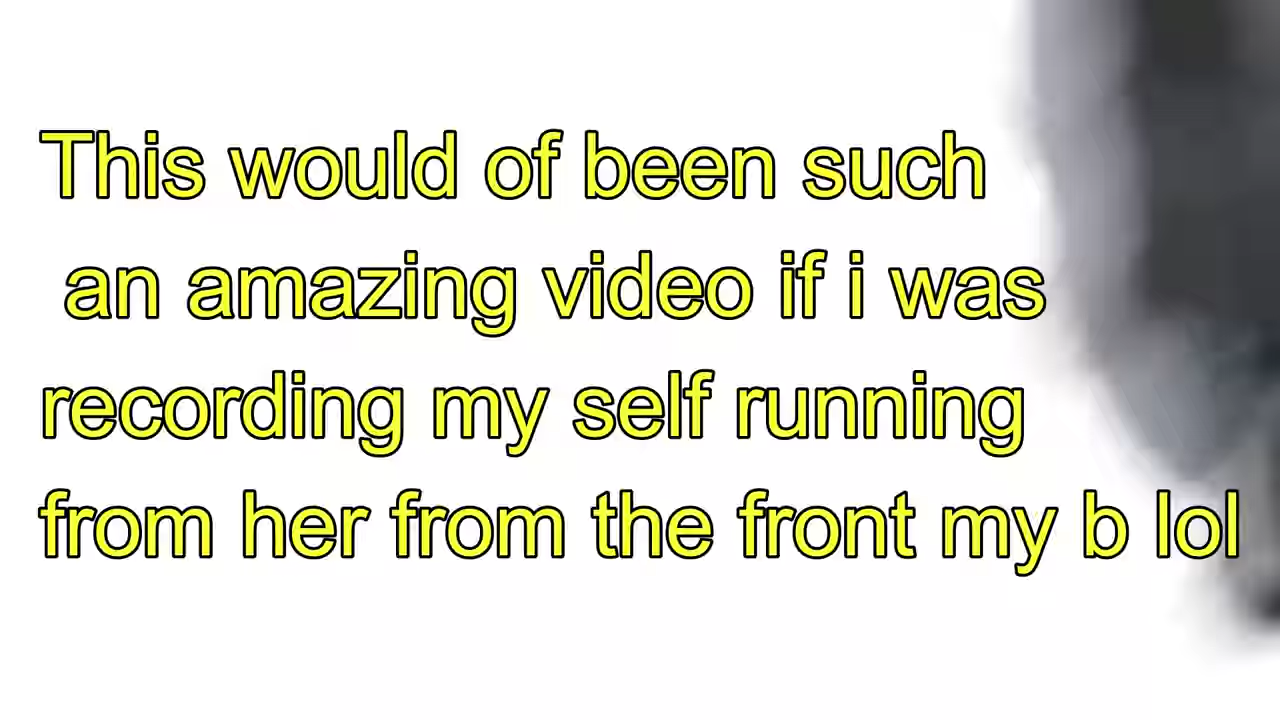 This would of been such
an amazing video if i was
recording my self running
from her from the front my b lol